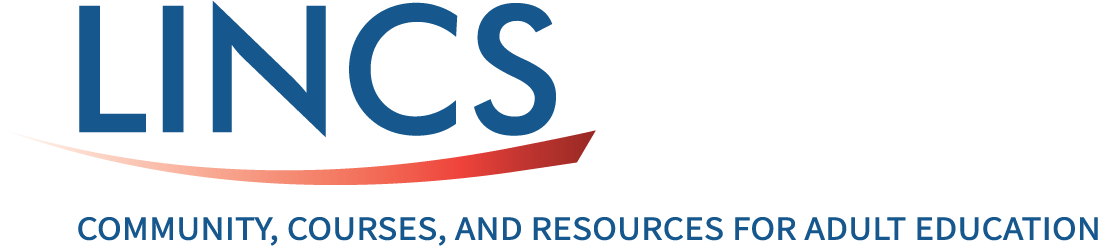 LINCS
COMMUNITY, COURSES, AND RESOURCES FOR ADULT EDUCATION